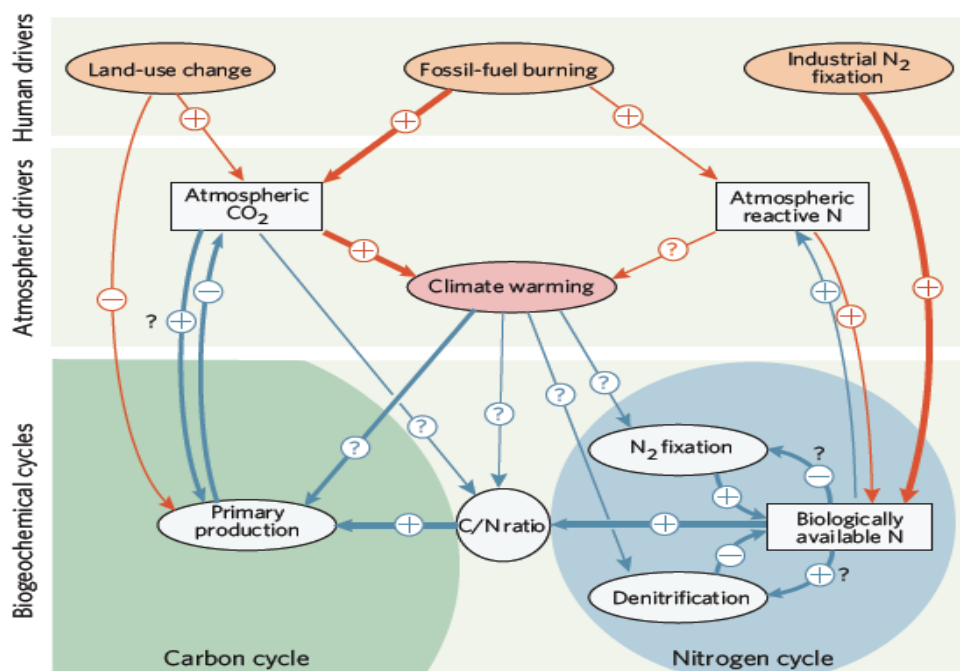 Human drivers
Land-use change
Fossil-fuel burning
Industrial N₂
fixation
+
+
+
Atmospheric drivers
Atmospheric
CO₂
Atmospheric
reactive N
+
?
Climate warming
−
?
+
−
+
+
+
Biogeochemical cycles
?
?
?
?
?
N₂ fixation
?
−
+
Primary
production
+
C/N ratio
+
Biologically
available N
−
+
?
Denitrification
Carbon cycle
Nitrogen cycle